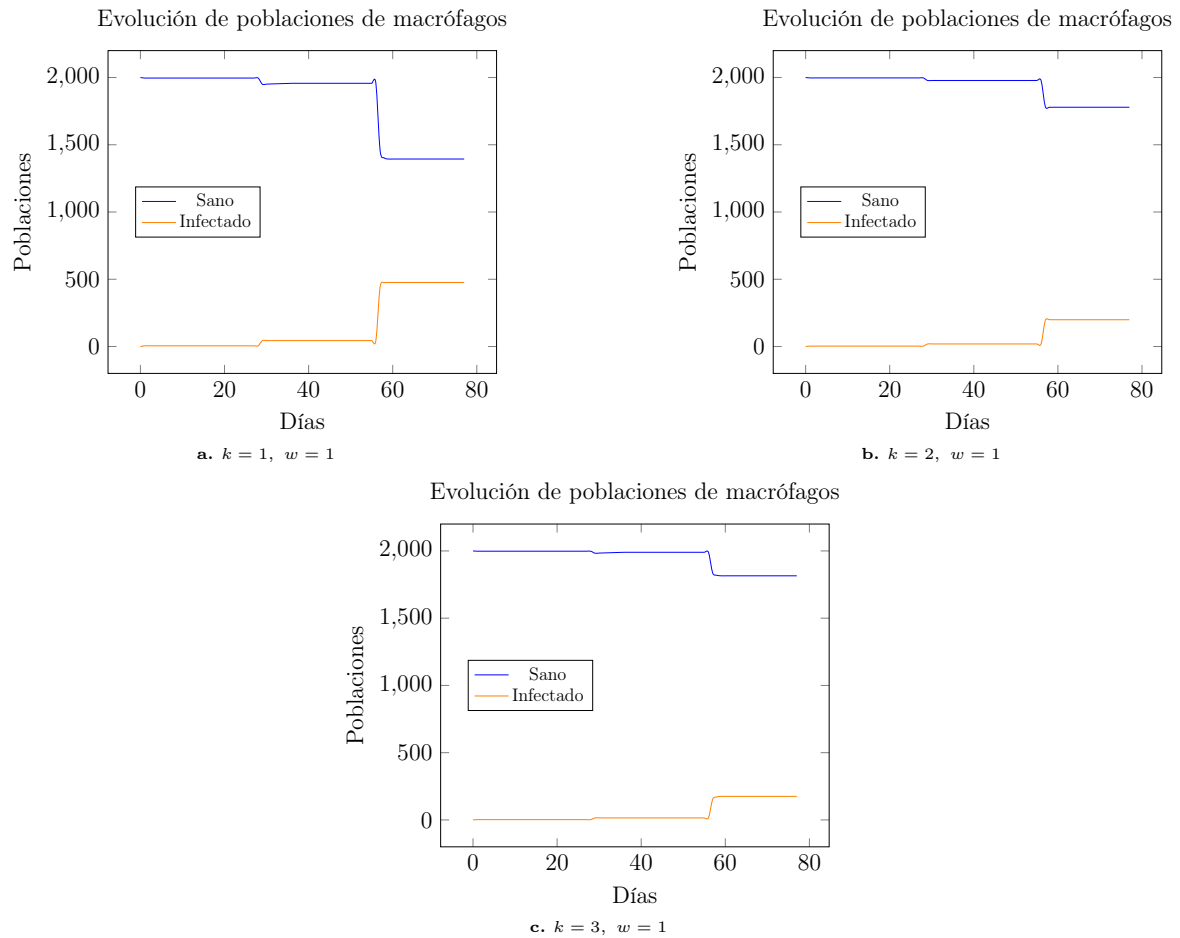 Evolución de poblaciones de macrófagos
2,000
1,500
1,000
500
0
Poblaciones
Sano
Infectado
0 20 40 60 80
Días
a. k = 1, w = 1
Evolución de poblaciones de macrófagos
2,000
1,500
1,000
500
0
Poblaciones
Sano
Infectado
0 20 40 60 80
Días
b. k = 2, w = 1
Evolución de poblaciones de macrófagos
2,000
1,500
1,000
500
0
Poblaciones
Sano
Infectado
0 20 40 60 80
Días
c. k = 3, w = 1